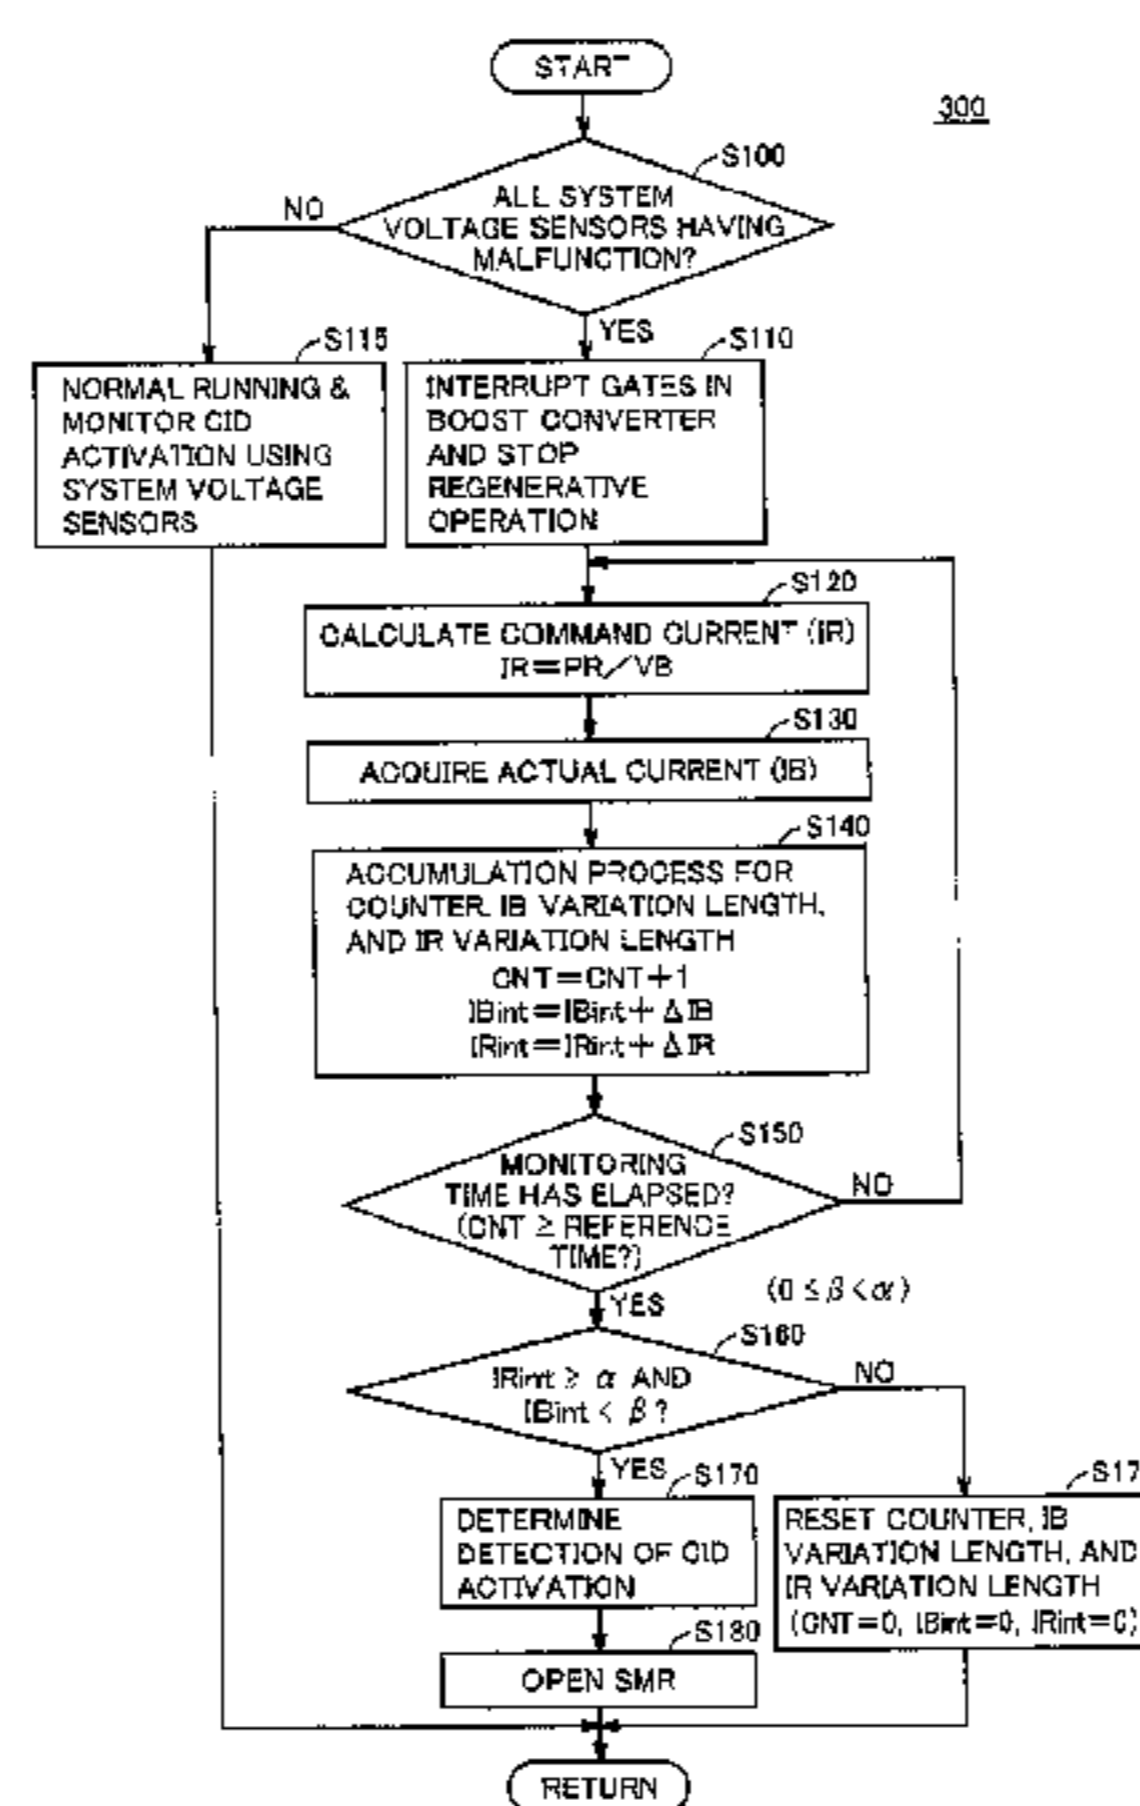 START
300
S100
ALL SYSTEM
VOLTAGE SENSORS HAVING
MALFUNCTION?
NO
YES
S115
NORMAL RUNNING &
MONITOR CID
ACTIVATION USING
SYSTEM VOLTAGE
SENSORS
S110
INTERRUPT GATES IN
BOOST CONVERTER
AND STOP
REGENERATIVE
OPERATION
S120
CALCULATE COMMAND CURRENT (IR)
IR=PR/VB
S130
ACQUIRE ACTUAL CURRENT (IB)
S140
ACCUMULATION PROCESS FOR
COUNTER, IB VARIATION LENGTH,
AND IR VARIATION LENGTH
CNT=CNT+1
IBint=IBint+ΔIB
IRint=IRint+ΔIR
S150
MONITORING
TIME HAS ELAPSED?
(CNT ≥ REFERENCE
TIME?)
NO
YES
(0 ≤ β < α)
S160
IRint ≥ α AND
IBint < β ?
NO
YES
S170
DETERMINE
DETECTION OF CID
ACTIVATION
S17
RESET COUNTER, IB
VARIATION LENGTH, AND
IR VARIATION LENGTH
(CNT=0, IBint=0, IRint=0)
S180
OPEN SMR
RETURN